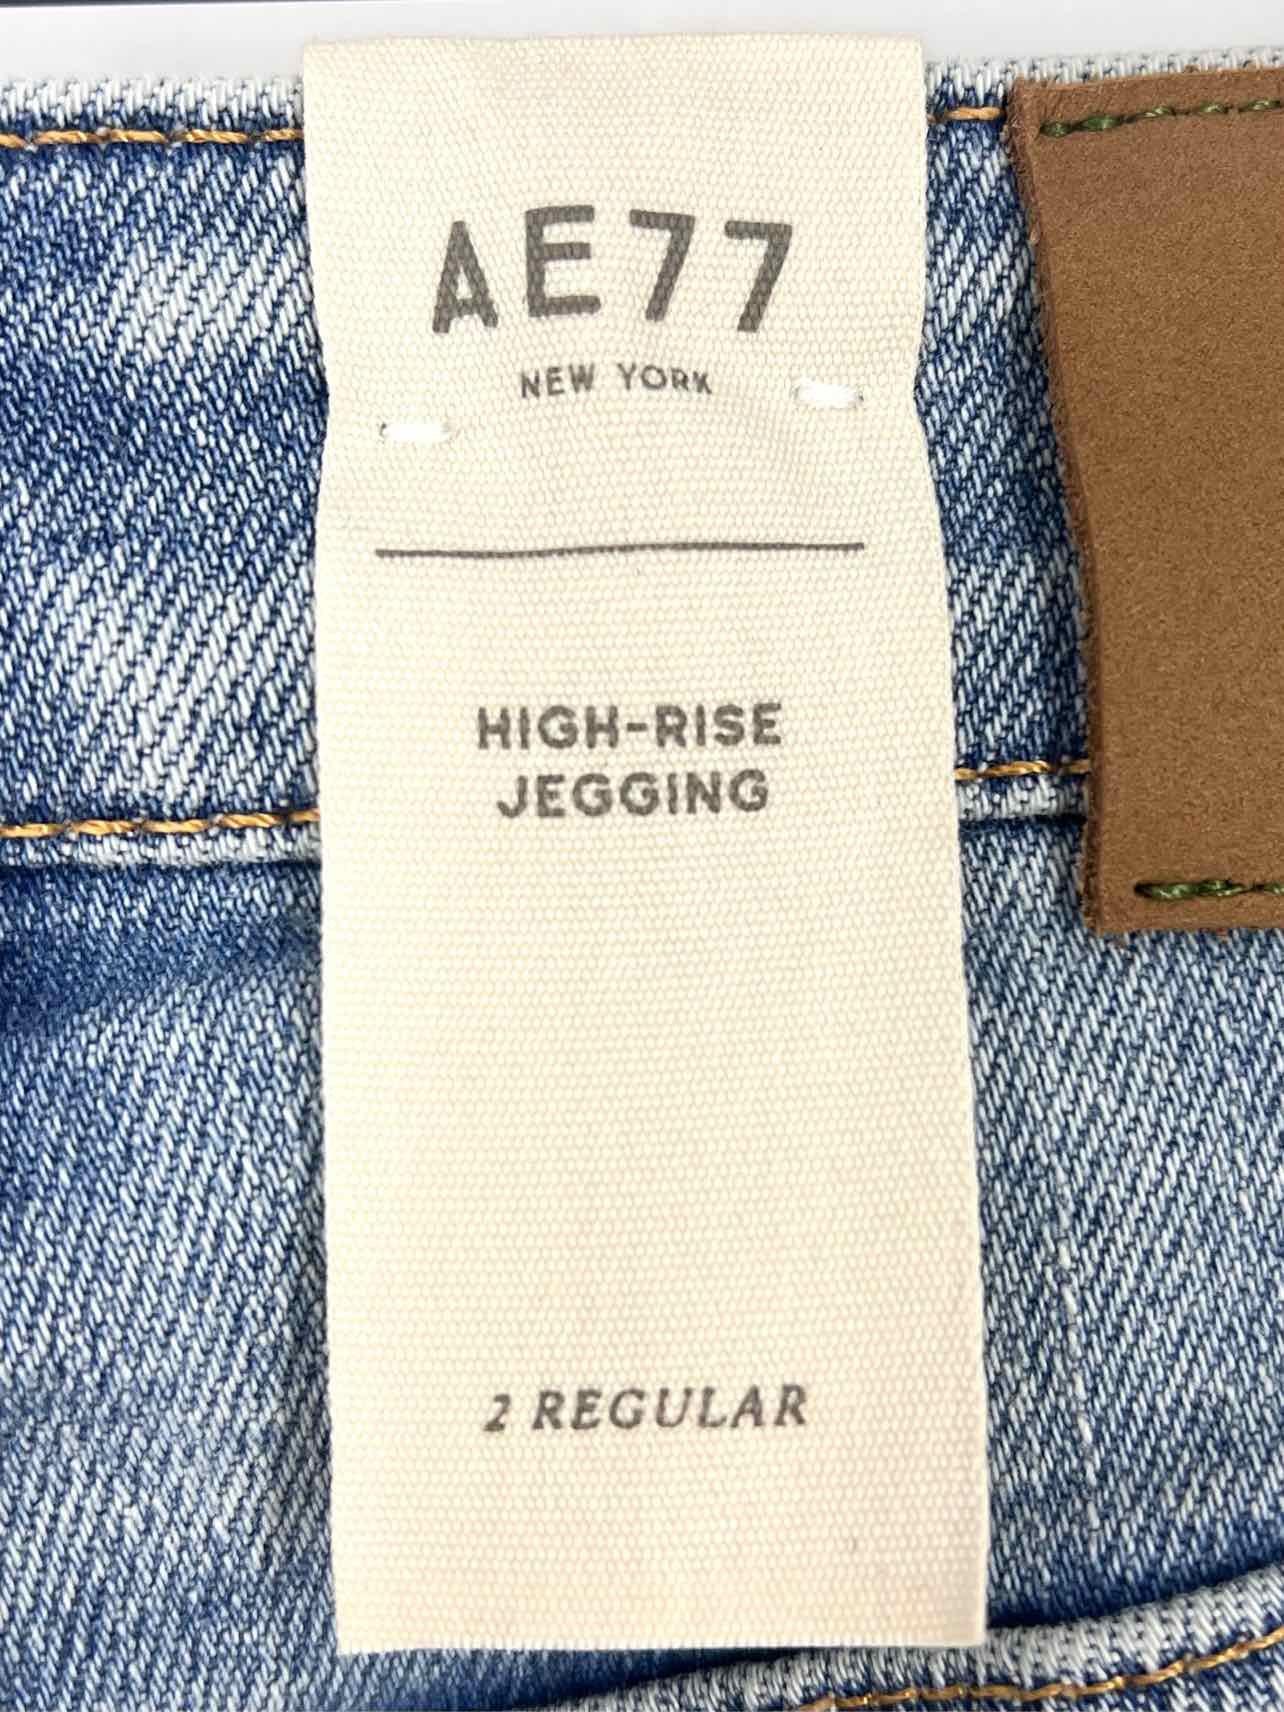 AE77
NEW YORK
HIGH-RISE
JEGGING
2 REGULAR